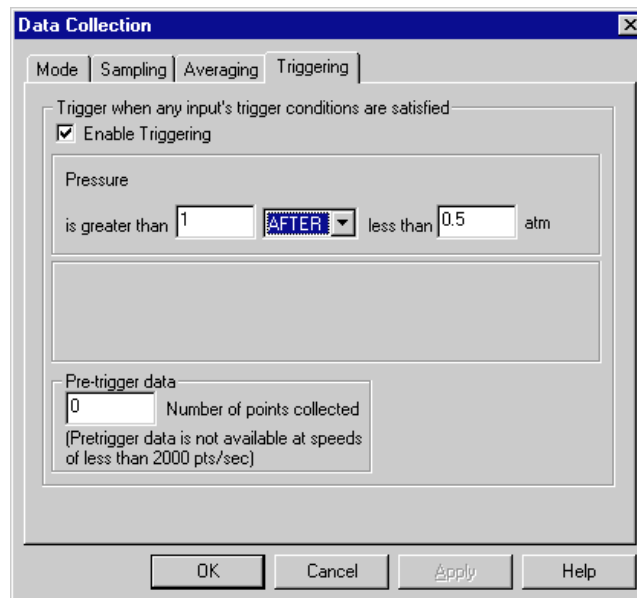 Data Collection
Mode Sampling Averaging Triggering
Trigger when any input's trigger conditions are satisfied
Enable Triggering
Pressure
is greater than 1 AFTER less than 0.5 atm
Pre-trigger data
0 Number of points collected
(Pretrigger data is not available at speeds
of less than 2000 pts/sec)
OK Cancel Apply Help